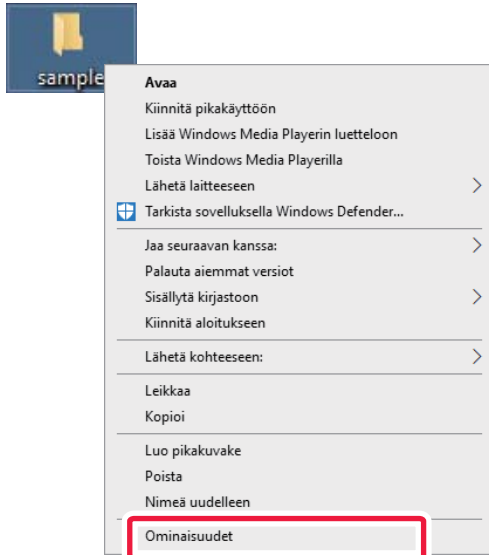 sample
Avaa
Kiinnitä pikakäyttöön
Lisää Windows Media Playerin luetteloon
Toista Windows Media Playerilla
Lähetä laitteeseen
Tarkista sovelluksella Windows Defender...
Jaa seuraavan kanssa:
Palauta aiemmat versiot
Sisällytä kirjastoon
Kiinnitä aloitukseen
Lähetä kohteeseen:
Leikkaa
Kopioi
Luo pikakuvake
Poista
Nimeä uudelleen
Ominaisuudet